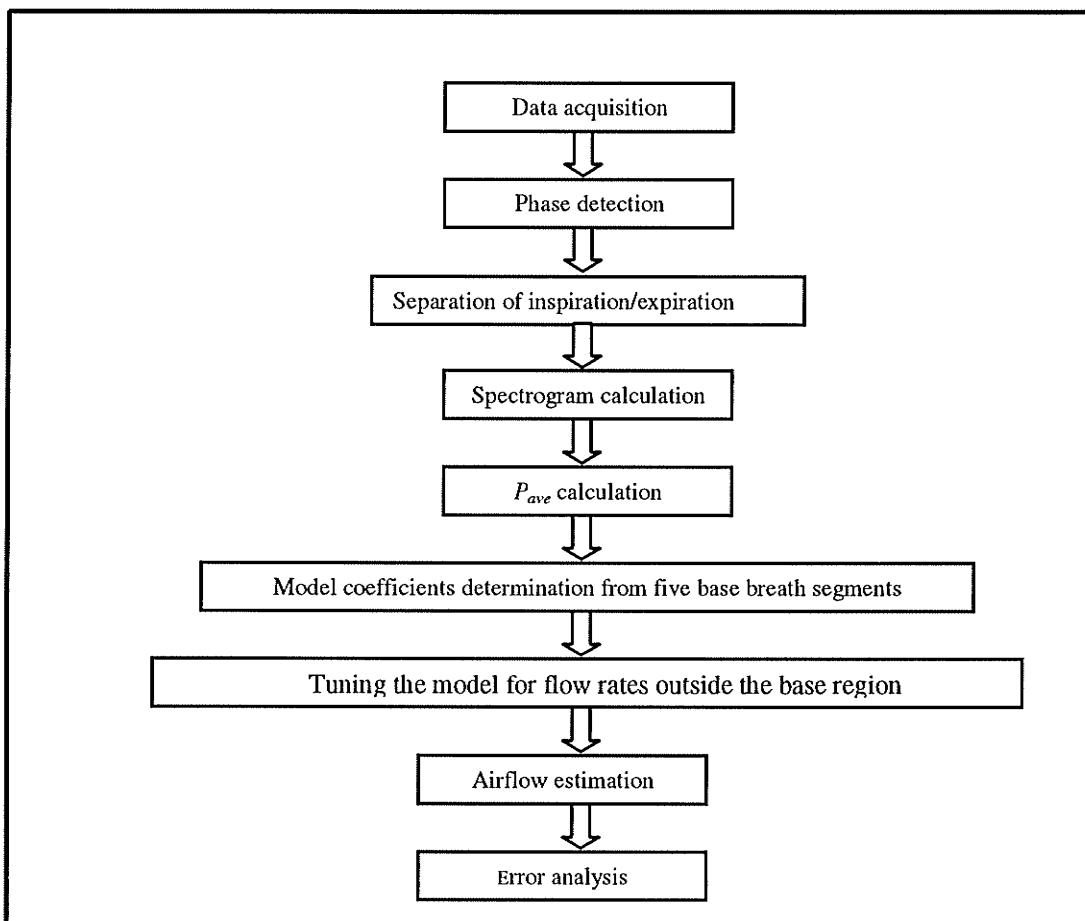 Data acquisition
Phase detection
Separation of inspiration/expiration
Spectrogram calculation
Pave calculation
Model coefficients determination from five base breath segments
Tuning the model for flow rates outside the base region
Airflow estimation
Error analysis